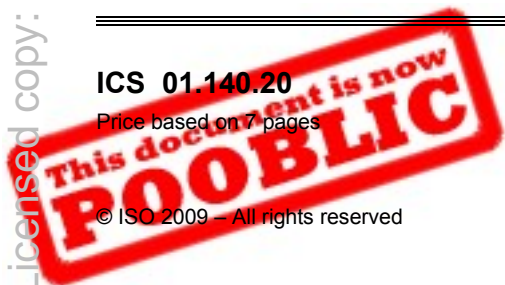 icensed copy:
ICS 01.140.20
Price based on 7 pages
This document is now
POOBLIC
© ISO 2009 – All rights reserved